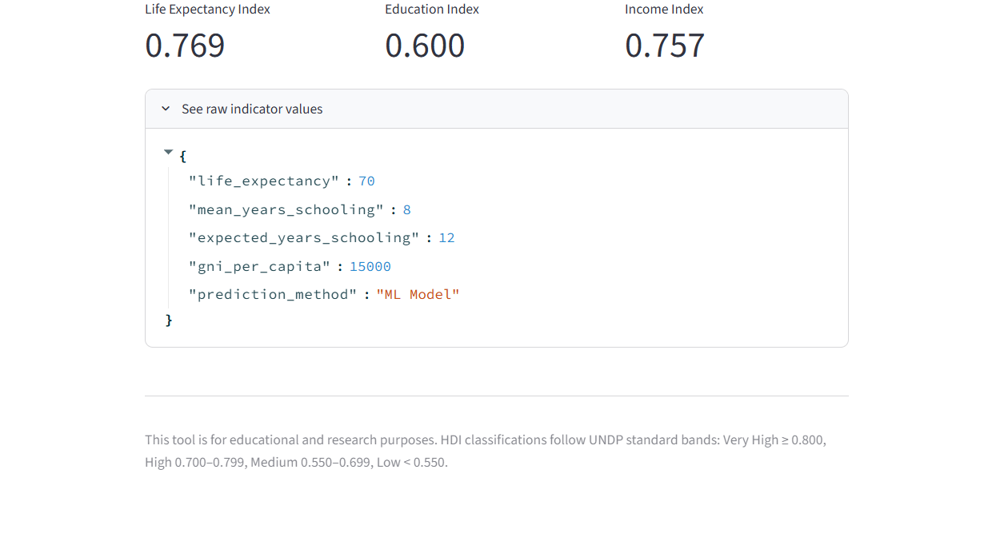 Life Expectancy Index Education Index Income Index
0.769 0.600 0.757
See raw indicator values
{
"life_expectancy" : 70
"mean_years_schooling" : 8
"expected_years_schooling" : 12
"gni_per_capita" : 15000
"prediction_method" : "ML Model"
}
This tool is for educational and research purposes. HDI classifications follow UNDP standard bands: Very High ≥ 0.800,
High 0.700–0.799, Medium 0.550–0.699, Low < 0.550.